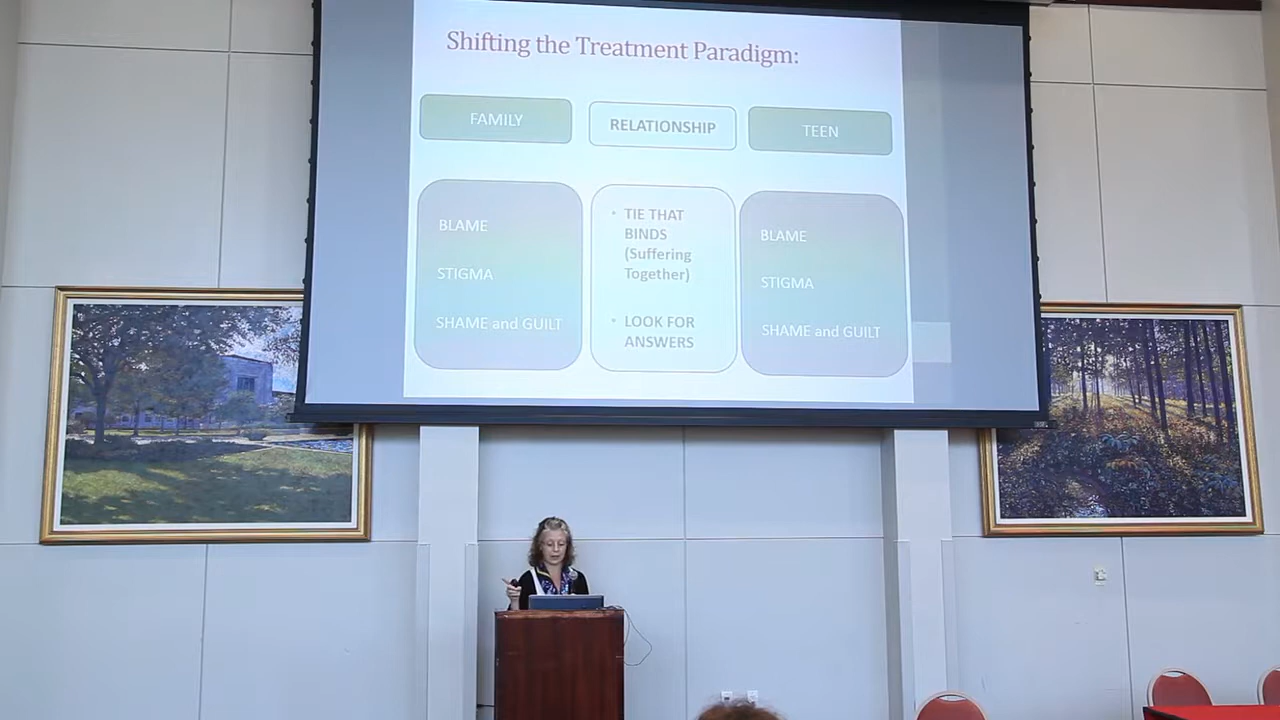 Shifting the Treatment Paradigm:
FAMILY
RELATIONSHIP
TEEN
BLAME
STIGMA
SHAME and GUILT
• TIE THAT
BINDS
(Suffering
Together)
• LOOK FOR
ANSWERS
BLAME
STIGMA
SHAME and GUILT